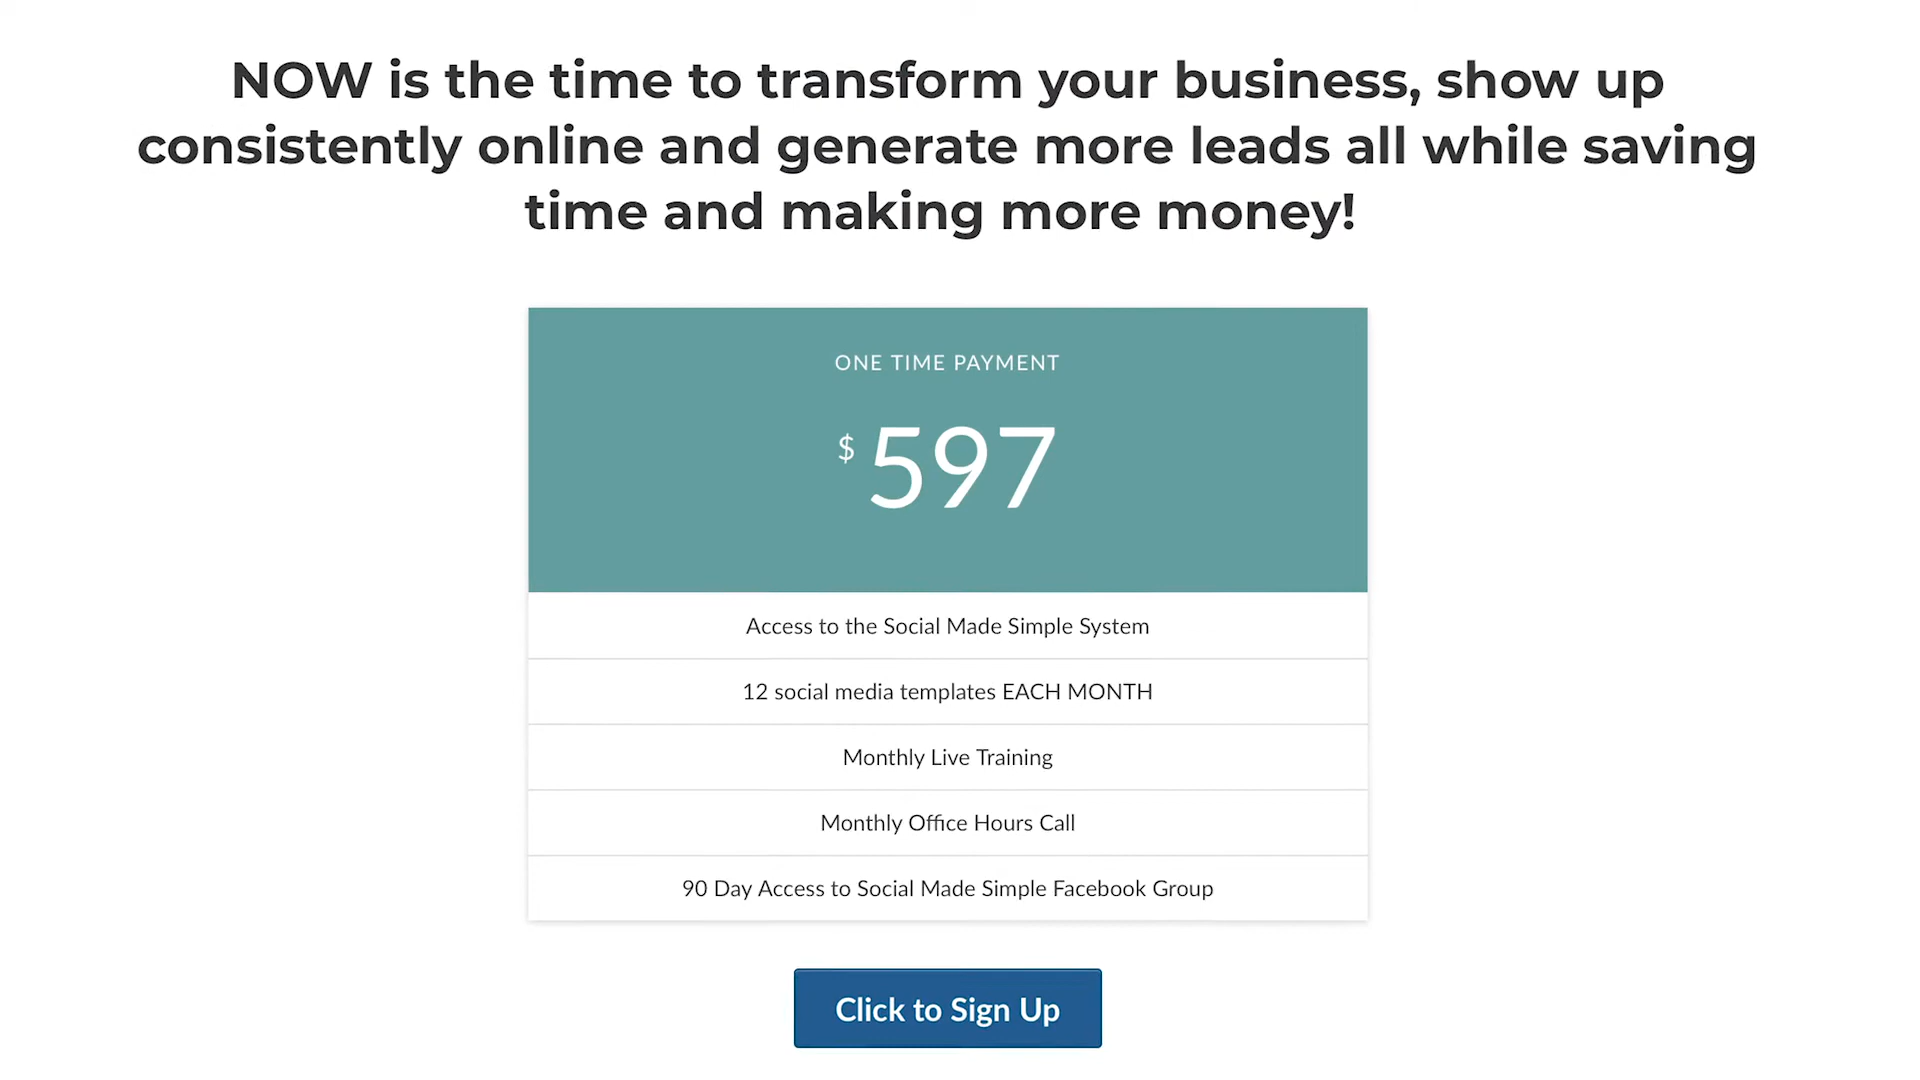 NOW is the time to transform your business, show up
consistently online and generate more leads all while saving
time and making more money!
ONE TIME PAYMENT
$597
Access to the Social Made Simple System
12 social media templates EACH MONTH
Monthly Live Training
Monthly Office Hours Call
90 Day Access to Social Made Simple Facebook Group
Click to Sign Up